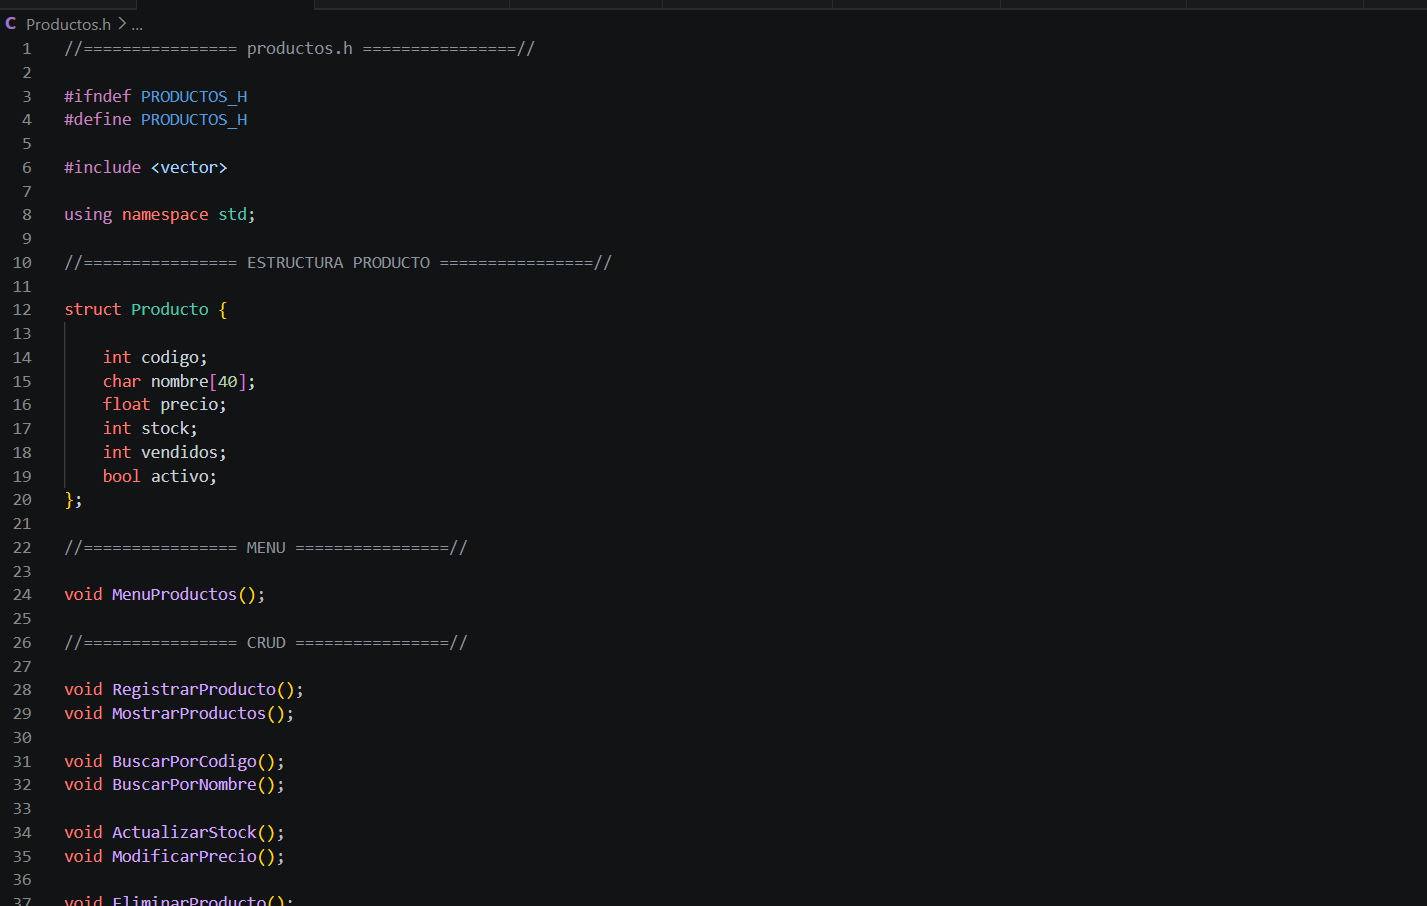 C Productos.h > ...
1 //================ productos.h ================//
2
3 #ifndef PRODUCTOS_H
4 #define PRODUCTOS_H
5
6 #include <vector>
7
8 using namespace std;
9
10 //================ ESTRUCTURA PRODUCTO ================//
11
12 struct Producto {
13
14     int codigo;
15     char nombre[40];
16     float precio;
17     int stock;
18     int vendidos;
19     bool activo;
20 };
21
22 //================ MENU ================//
23
24 void MenuProductos();
25
26 //================ CRUD ================//
27
28 void RegistrarProducto();
29 void MostrarProductos();
30
31 void BuscarPorCodigo();
32 void BuscarPorNombre();
33
34 void ActualizarStock();
35 void ModificarPrecio();
36
37 void EliminarProducto();